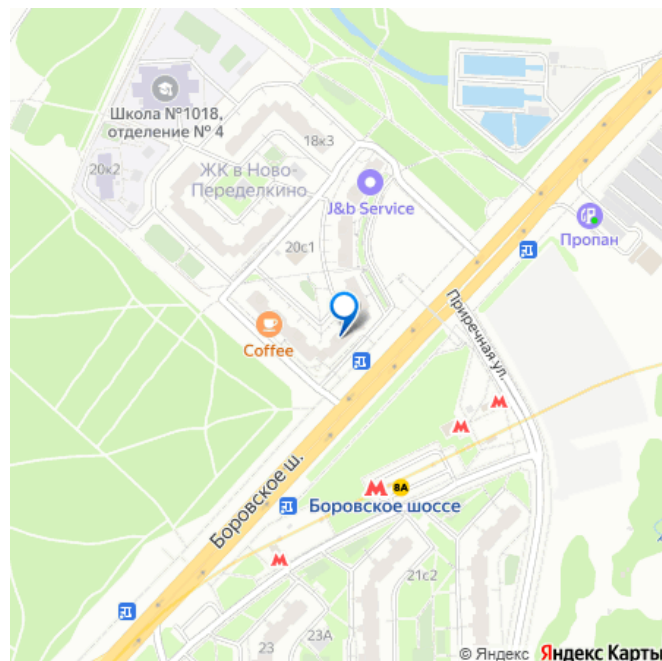 Школа №1018,
отделение № 4
18к3
20к2
ЖК в Ново-
Переделкино
J&b Service
Пропан
20с1
Приречная ул.
Coffee
М
М
М
8А
Боровское шоссе
Боровское ш.
М
21с2
23
23А
© Яндекс Яндекс Карты